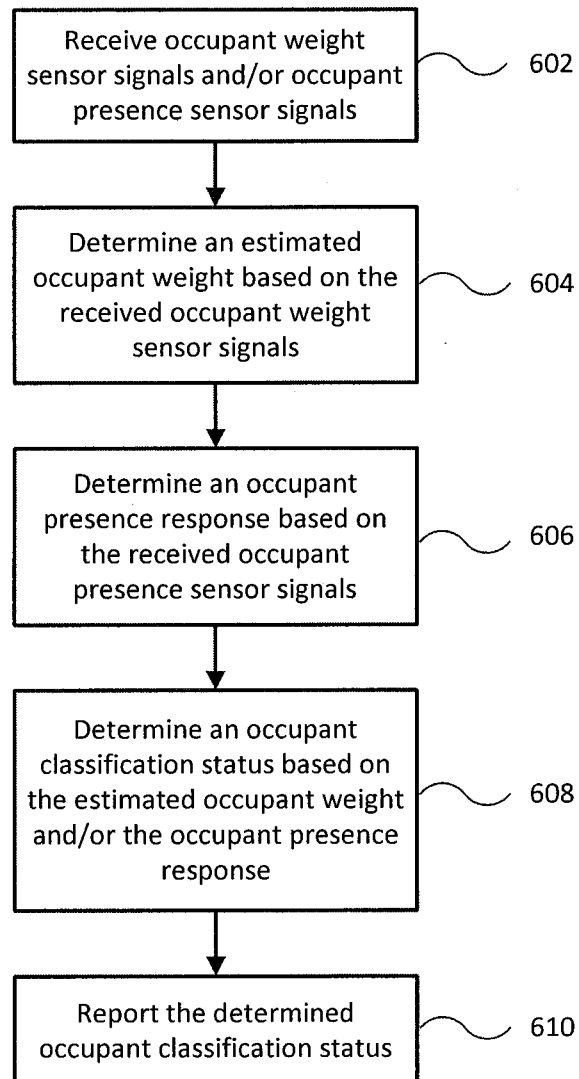 Receive occupant weight
sensor signals and/or occupant
presence sensor signals
602
Determine an estimated
occupant weight based on the
received occupant weight
sensor signals
604
Determine an occupant
presence response based on
the received occupant
presence sensor signals
606
Determine an occupant
classification status based on
the estimated occupant weight
and/or the occupant presence
response
608
Report the determined
occupant classification status
610